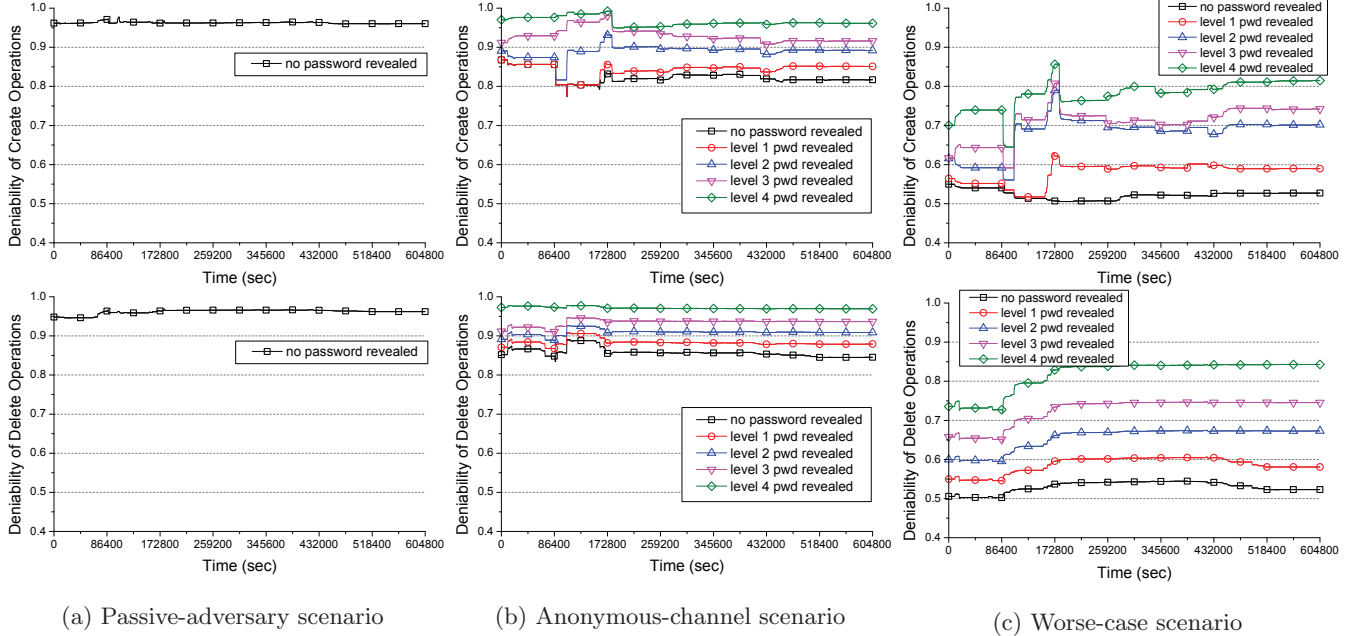 Deniability of Create Operations
1.0
0.9
0.8
0.7
0.6
0.5
0.4
no password revealed
0 86400 172800 259200 345600 432000 518400 604800
Time (sec)
Deniability of Create Operations
1.0
0.9
0.8
0.7
0.6
0.5
0.4
no password revealed
level 1 pwd revealed
level 2 pwd revealed
level 3 pwd revealed
level 4 pwd revealed
0 86400 172800 259200 345600 432000 518400 604800
Time (sec)
Deniability of Create Operations
1.0
0.9
0.8
0.7
0.6
0.5
0.4
no password revealed
level 1 pwd revealed
level 2 pwd revealed
level 3 pwd revealed
level 4 pwd revealed
0 86400 172800 259200 345600 432000 518400 604800
Time (sec)
Deniability of Delete Operations
1.0
0.9
0.8
0.7
0.6
0.5
0.4
no password revealed
0 86400 172800 259200 345600 432000 518400 604800
Time (sec)
Deniability of Delete Operations
1.0
0.9
0.8
0.7
0.6
0.5
0.4
no password revealed
level 1 pwd revealed
level 2 pwd revealed
level 3 pwd revealed
level 4 pwd revealed
0 86400 172800 259200 345600 432000 518400 604800
Time (sec)
Deniability of Delete Operations
1.0
0.9
0.8
0.7
0.6
0.5
0.4
no password revealed
level 1 pwd revealed
level 2 pwd revealed
level 3 pwd revealed
level 4 pwd revealed
0 86400 172800 259200 345600 432000 518400 604800
Time (sec)
(a) Passive-adversary scenario
(b) Anonymous-channel scenario
(c) Worse-case scenario